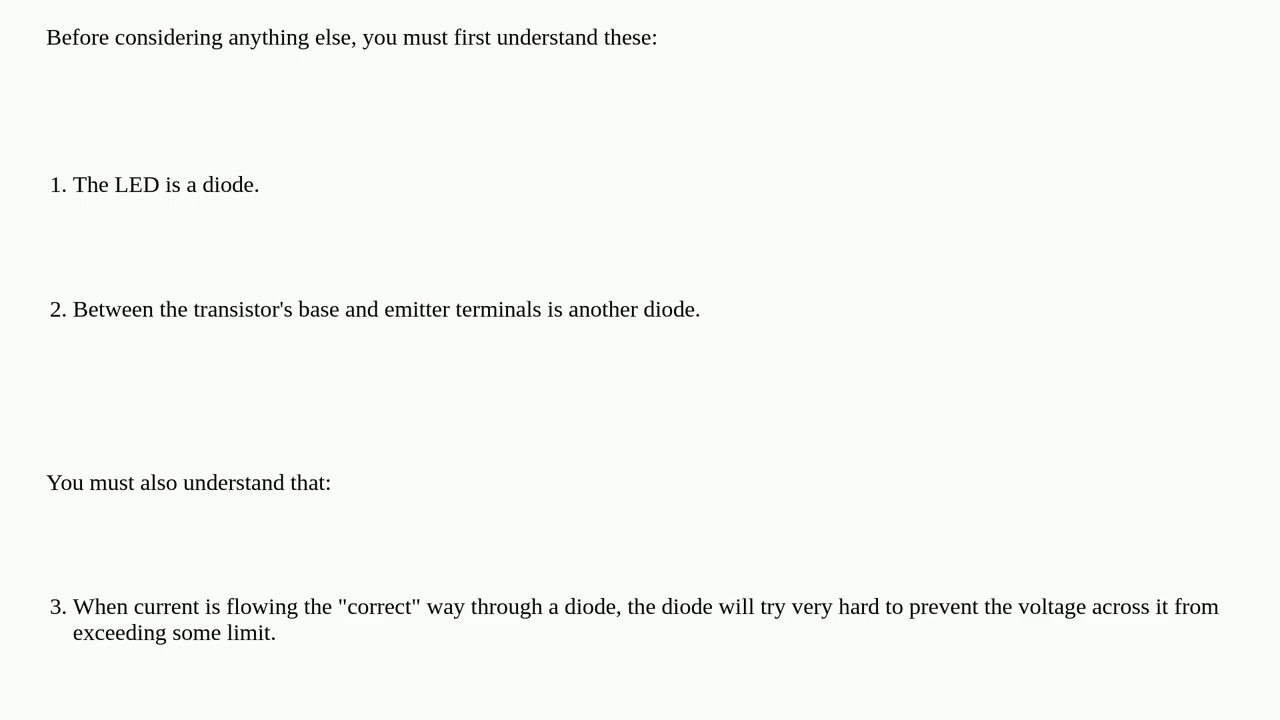 Before considering anything else, you must first understand these:
1. The LED is a diode.
2. Between the transistor's base and emitter terminals is another diode.
You must also understand that:
3. When current is flowing the "correct" way through a diode, the diode will try very hard to prevent the voltage across it from
exceeding some limit.